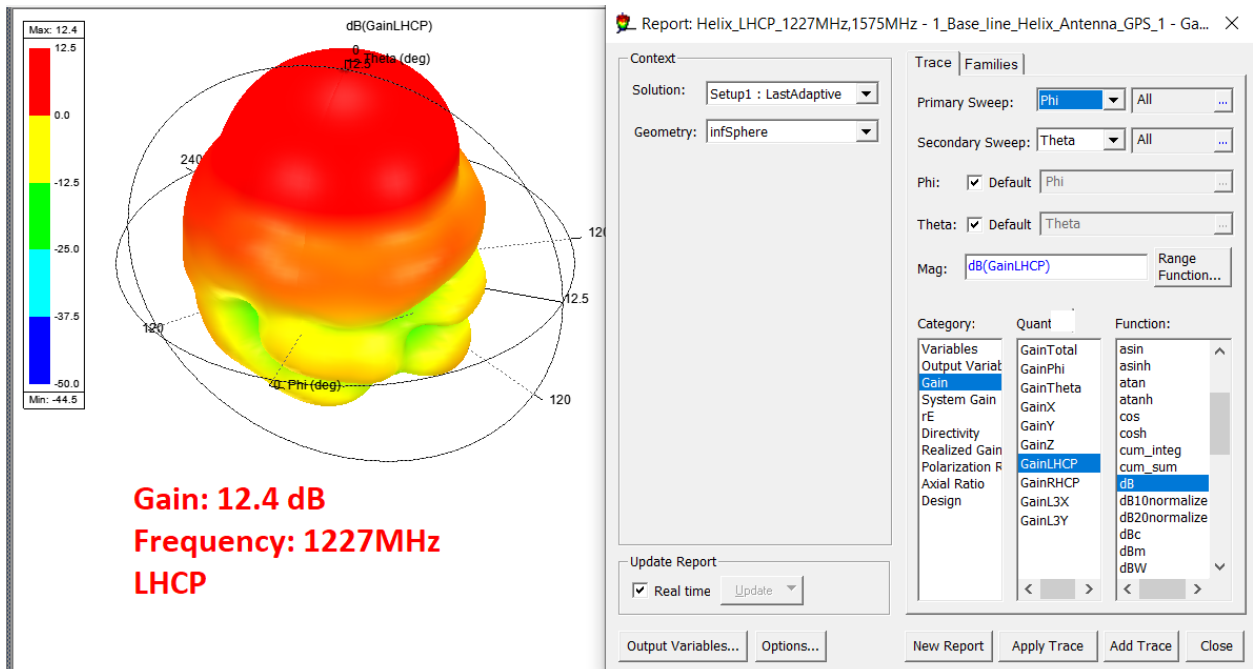 Max: 12.4
12.5
0.0
-12.5
-25.0
-37.5
-50.0
Min: -44.5
dB(GainLHCP)
0
Theta (deg)
12.5
240
120
12.5
120
0
Phi (deg)
120
Gain: 12.4 dB
Frequency: 1227MHz
LHCP
Report: Helix_LHCP_1227MHz,1575MHz - 1_Base_line_Helix_Antenna_GPS_1 - Ga...
Context
Solution: Setup1 : LastAdaptive
Geometry: infSphere
Update Report
Real time Update
Output Variables... Options...
Trace Families
Primary Sweep: Phi All ...
Secondary Sweep: Theta All ...
Phi: Default Phi ...
Theta: Default Theta ...
Mag: dB(GainLHCP) Range
Function...
Category:
Variables
Output Variab
Gain
System Gain
rE
Directivity
Realized Gain
Polarization R
Axial Ratio
Design
Quant
GainTotal
GainPhi
GainTheta
GainX
GainY
GainZ
GainLHCP
GainRHCP
GainL3X
GainL3Y
Function:
asin
asinh
atan
atanh
cos
cosh
cum_integ
cum_sum
dB
dB10normalize
dB20normalize
dBc
dBm
dBW
New Report Apply Trace Add Trace Close